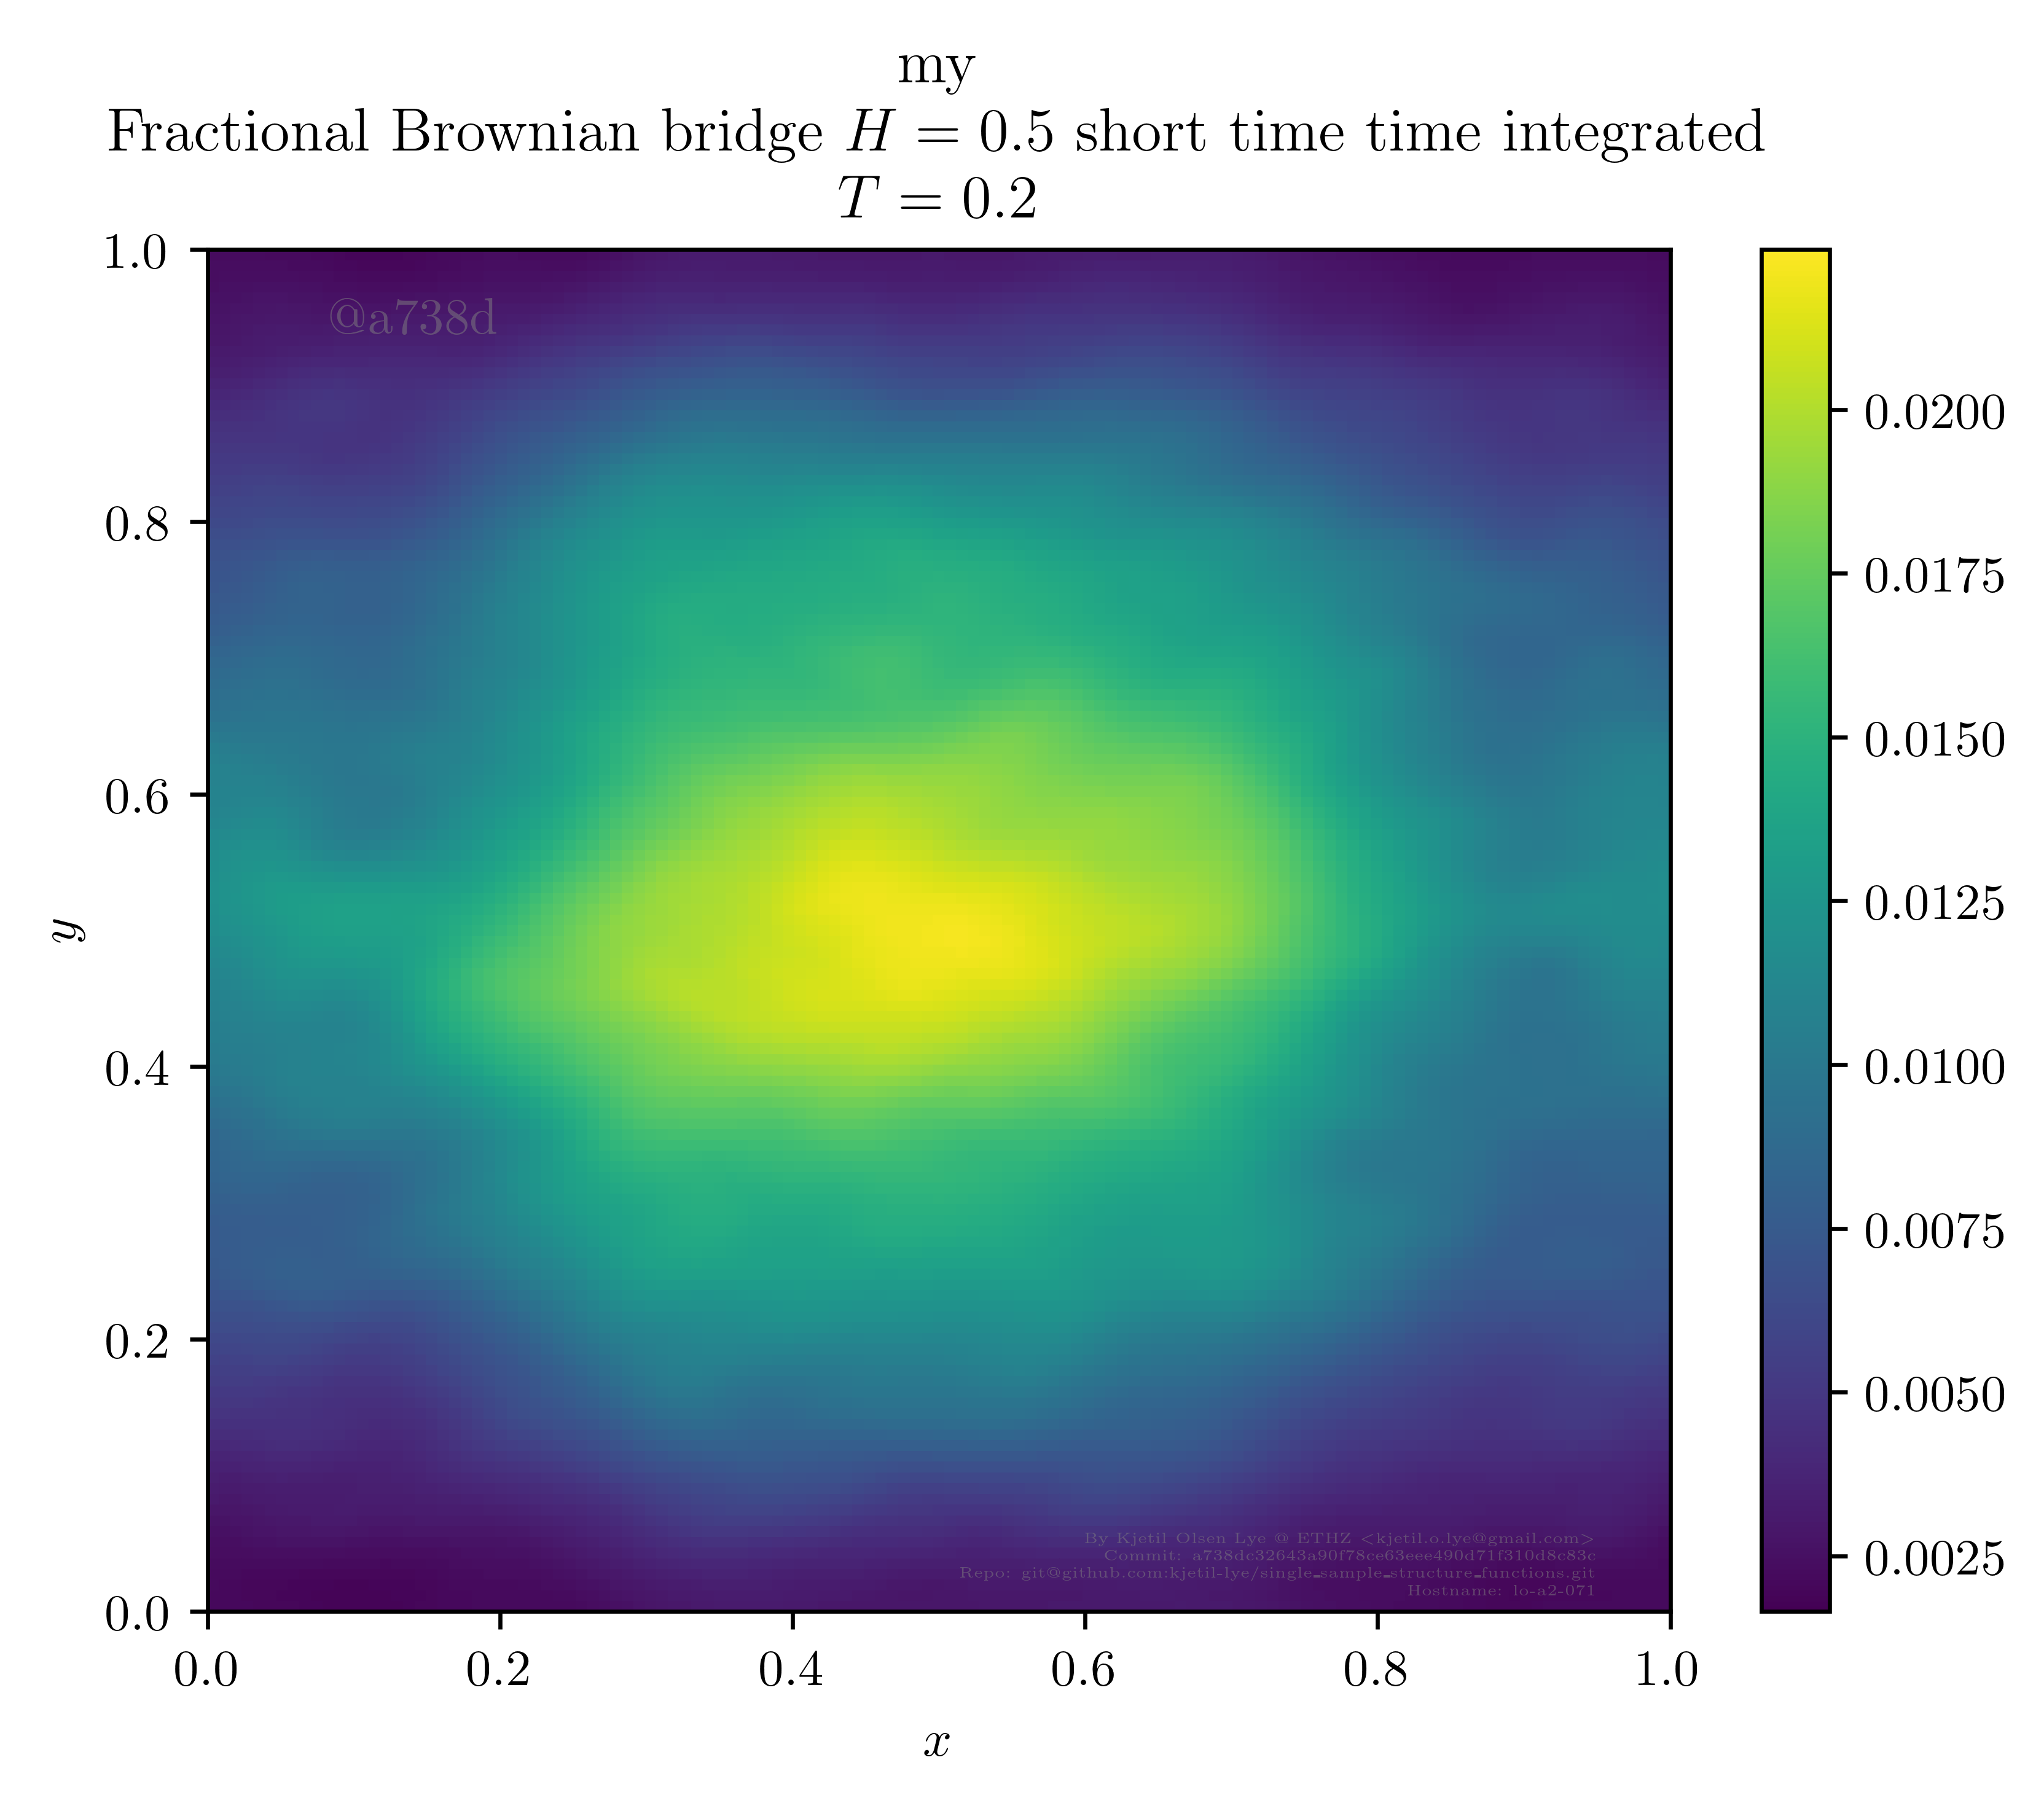 my
Fractional Brownian bridge H = 0.5 short time time integrated
T = 0.2
@a738d
1.0
0.8
0.6
0.4
0.2
0.0
y
0.0 0.2 0.4 0.6 0.8 1.0
x
0.0200
0.0175
0.0150
0.0125
0.0100
0.0075
0.0050
0.0025
By Kjetil Olsen Lye @ ETHZ <kjetil.o.lye@gmail.com>
Commit: a738dc32643a90f78ce63eee490d71f310d8c83c
Repo: git@github.com:kjetil-lye/single_sample_structure_functions.git
Hostname: lo-a2-071